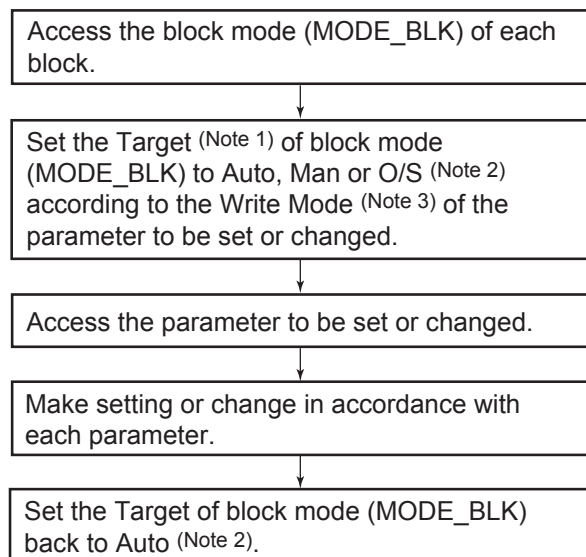 Access the block mode (MODE_BLK) of each
block.
Set the Target (Note 1) of block mode
(MODE_BLK) to Auto, Man or O/S (Note 2)
according to the Write Mode (Note 3) of the
parameter to be set or changed.
Access the parameter to be set or changed.
Make setting or change in accordance with
each parameter.
Set the Target of block mode (MODE_BLK)
back to Auto (Note 2).